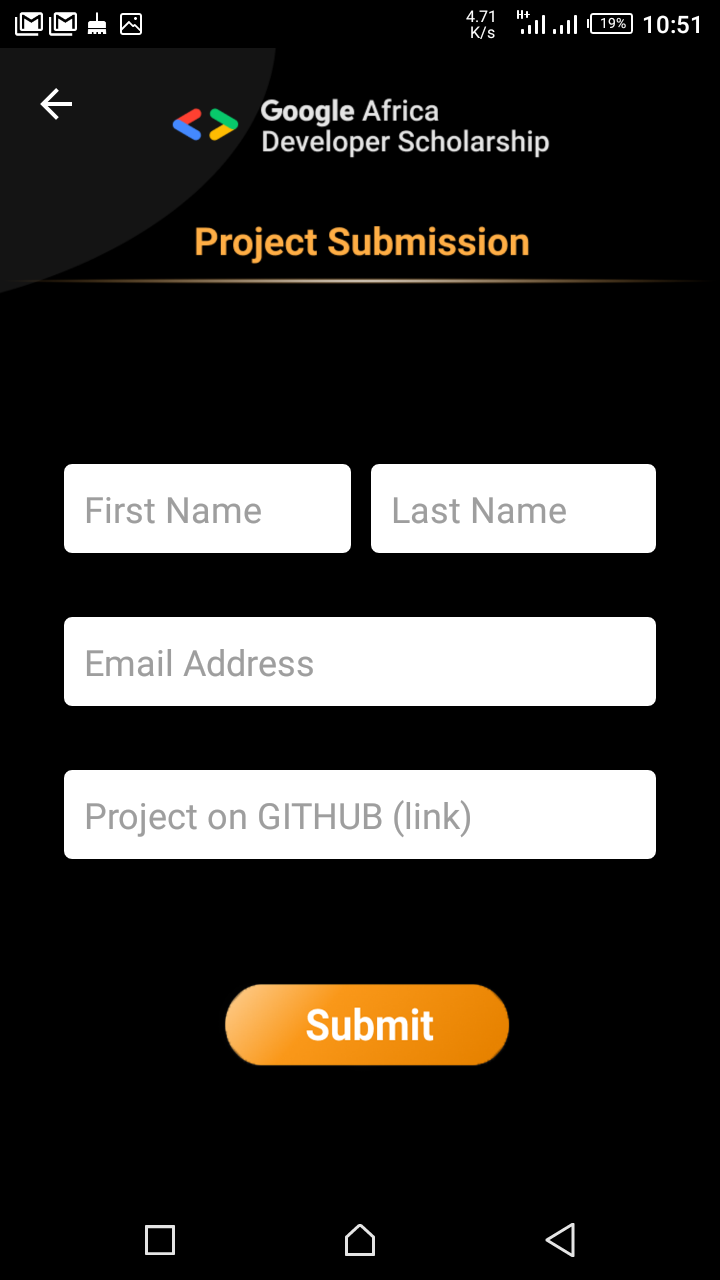 4.71
K/s
H+
19%
10:51
Google Africa
Developer Scholarship
Project Submission
First Name
Last Name
Email Address
Project on GITHUB (link)
Submit